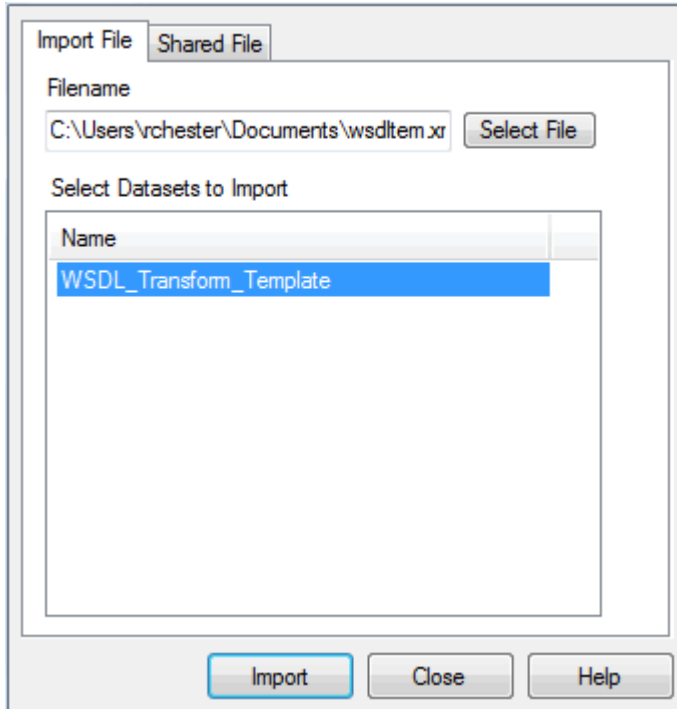 Import File
Shared File
Filename
C:\Users\rchester\Documents\wsdltem.xr
Select File
Select Datasets to Import
Name
WSDL_Transform_Template
Import
Close
Help